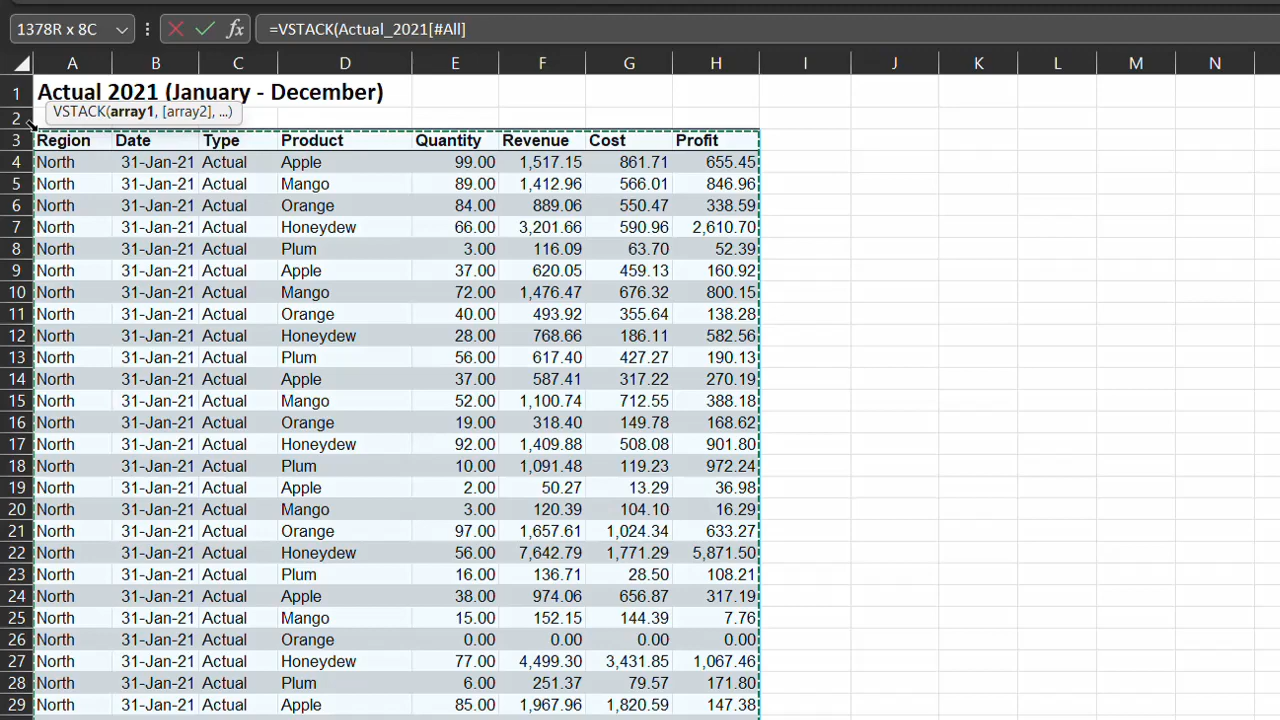 1378R x 8C fx =VSTACK(Actual_2021[#All]
A B C D E F G H I J K L M N
1 Actual 2021 (January - December)
VSTACK(array1, [array2], ...)
2
3 Region Date Type Product Quantity Revenue Cost Profit
4 North 31-Jan-21 Actual Apple 99.00 1,517.15 861.71 655.45
5 North 31-Jan-21 Actual Mango 89.00 1,412.96 566.01 846.96
6 North 31-Jan-21 Actual Orange 84.00 889.06 550.47 338.59
7 North 31-Jan-21 Actual Honeydew 66.00 3,201.66 590.96 2,610.70
8 North 31-Jan-21 Actual Plum 3.00 116.09 63.70 52.39
9 North 31-Jan-21 Actual Apple 37.00 620.05 459.13 160.92
10 North 31-Jan-21 Actual Mango 72.00 1,476.47 676.32 800.15
11 North 31-Jan-21 Actual Orange 40.00 493.92 355.64 138.28
12 North 31-Jan-21 Actual Honeydew 28.00 768.66 186.11 582.56
13 North 31-Jan-21 Actual Plum 56.00 617.40 427.27 190.13
14 North 31-Jan-21 Actual Apple 37.00 587.41 317.22 270.19
15 North 31-Jan-21 Actual Mango 52.00 1,100.74 712.55 388.18
16 North 31-Jan-21 Actual Orange 19.00 318.40 149.78 168.62
17 North 31-Jan-21 Actual Honeydew 92.00 1,409.88 508.08 901.80
18 North 31-Jan-21 Actual Plum 10.00 1,091.48 119.23 972.24
19 North 31-Jan-21 Actual Apple 2.00 50.27 13.29 36.98
20 North 31-Jan-21 Actual Mango 3.00 120.39 104.10 16.29
21 North 31-Jan-21 Actual Orange 97.00 1,657.61 1,024.34 633.27
22 North 31-Jan-21 Actual Honeydew 56.00 7,642.79 1,771.29 5,871.50
23 North 31-Jan-21 Actual Plum 16.00 136.71 28.50 108.21
24 North 31-Jan-21 Actual Apple 38.00 974.06 656.87 317.19
25 North 31-Jan-21 Actual Mango 15.00 152.15 144.39 7.76
26 North 31-Jan-21 Actual Orange 0.00 0.00 0.00 0.00
27 North 31-Jan-21 Actual Honeydew 77.00 4,499.30 3,431.85 1,067.46
28 North 31-Jan-21 Actual Plum 6.00 251.37 79.57 171.80
29 North 31-Jan-21 Actual Apple 85.00 1,967.96 1,820.59 147.38